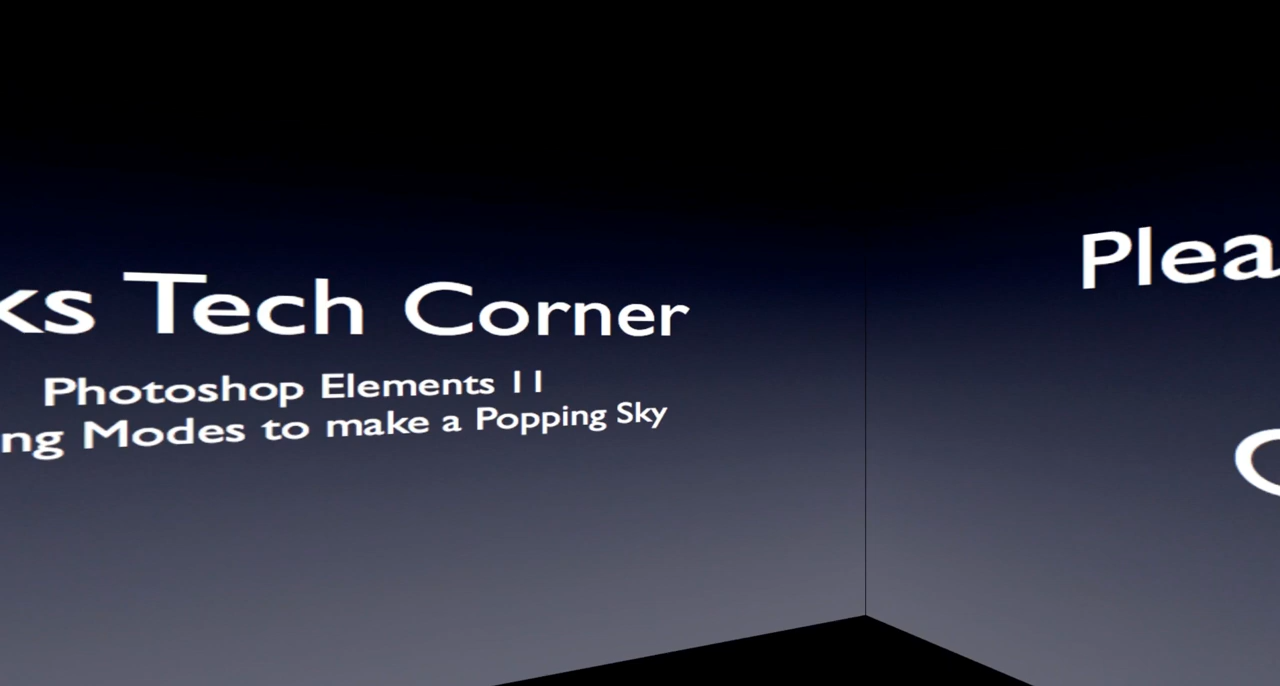 ks Tech Corner
Photoshop Elements 11
ng Modes to make a Popping Sky
Plea
C